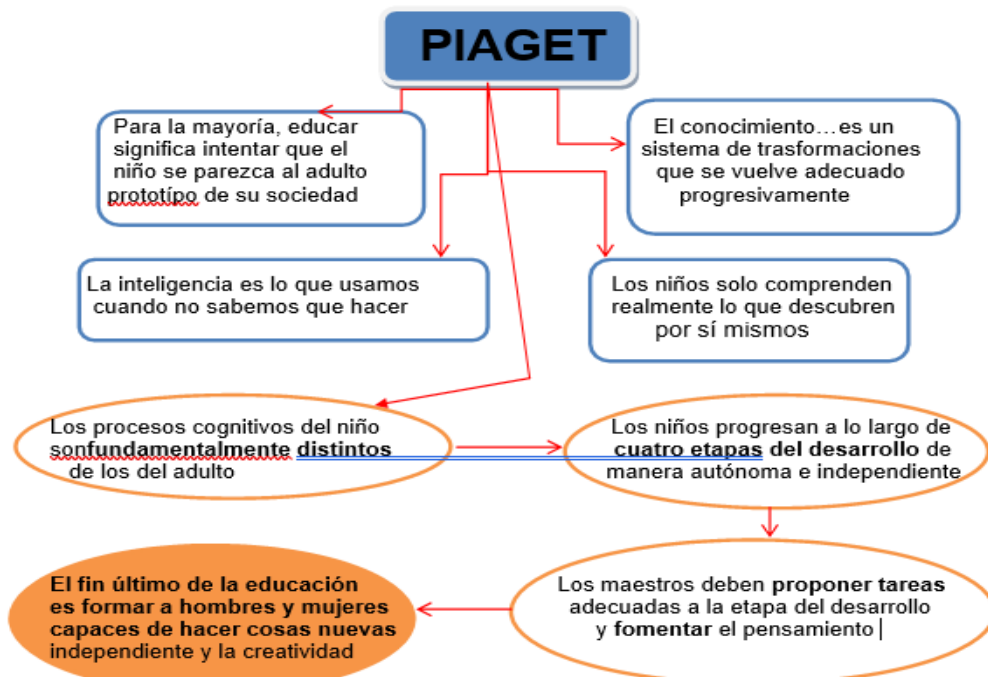 PIAGET
Para la mayoría, educar
significa intentar que el
niño se parezca al adulto
prototípo de su sociedad
El conocimiento...es un
sistema de trasformaciones
que se vuelve adecuado
progresivamente
La inteligencia es lo que usamos
cuando no sabemos que hacer
Los niños solo comprenden
realmente lo que descubren
por sí mismos
Los procesos cognitivos del niño
sonfundamentalmente distintos
de los del adulto
Los niños progresan a lo largo de
cuatro etapas del desarrollo de
manera autónoma e independiente
Los maestros deben proponer tareas
adecuadas a la etapa del desarrollo
y fomentar el pensamiento
El fin último de la educación
es formar a hombres y mujeres
capaces de hacer cosas nuevas
independiente y la creatividad